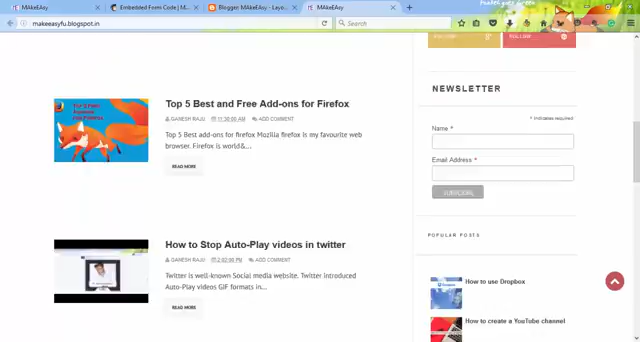 MAkeEAsy
Embedded Form Code | M...
Blogger: MAkeEAsy - Layo...
MAkeEAsy
makeeasyfu.blogspot.in
Search
FOLLOW
NEWSLETTER
* indicates required
Name *
Email Address *
SUBSCRIBE
Top 5 Best and Free Add-ons for Firefox
GANESH RAJU 11:30:00 AM ADD COMMENT
Top 5 Best add-ons for firefox Mozilla firefox is my favourite web
browser. Firefox is world&...
READ MORE
How to Stop Auto-Play videos in twitter
GANESH RAJU 2:02:00 PM ADD COMMENT
Twitter is well-known Social media website. Twitter introduced
Auto-Play videos GIF formats in...
READ MORE
POPULAR POSTS
How to use Dropbox
How to create a YouTube channel